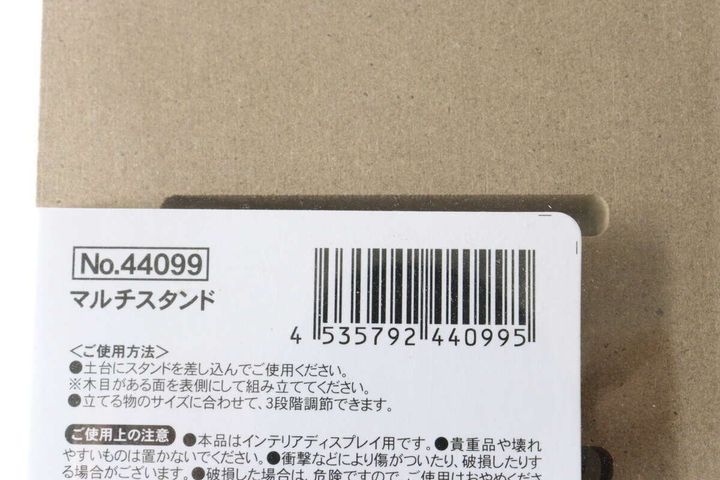 No.44099
マルチスタンド
4 535792 440995
<ご使用方法>
●土台にスタンドを差し込んでご使用ください。
※木目がある面を表側にして組み立ててください。
●立てる物のサイズに合わせて、3段階調節できます。
ご使用上の注意 ●本品はインテリアディスプレイ用です。●貴重品や壊れ
やすいものは置かないでください。●衝撃などにより傷がついたり、破損したりす
る場合がございます。●破損した場合は、危険ですので、ご使用はおやめくださ